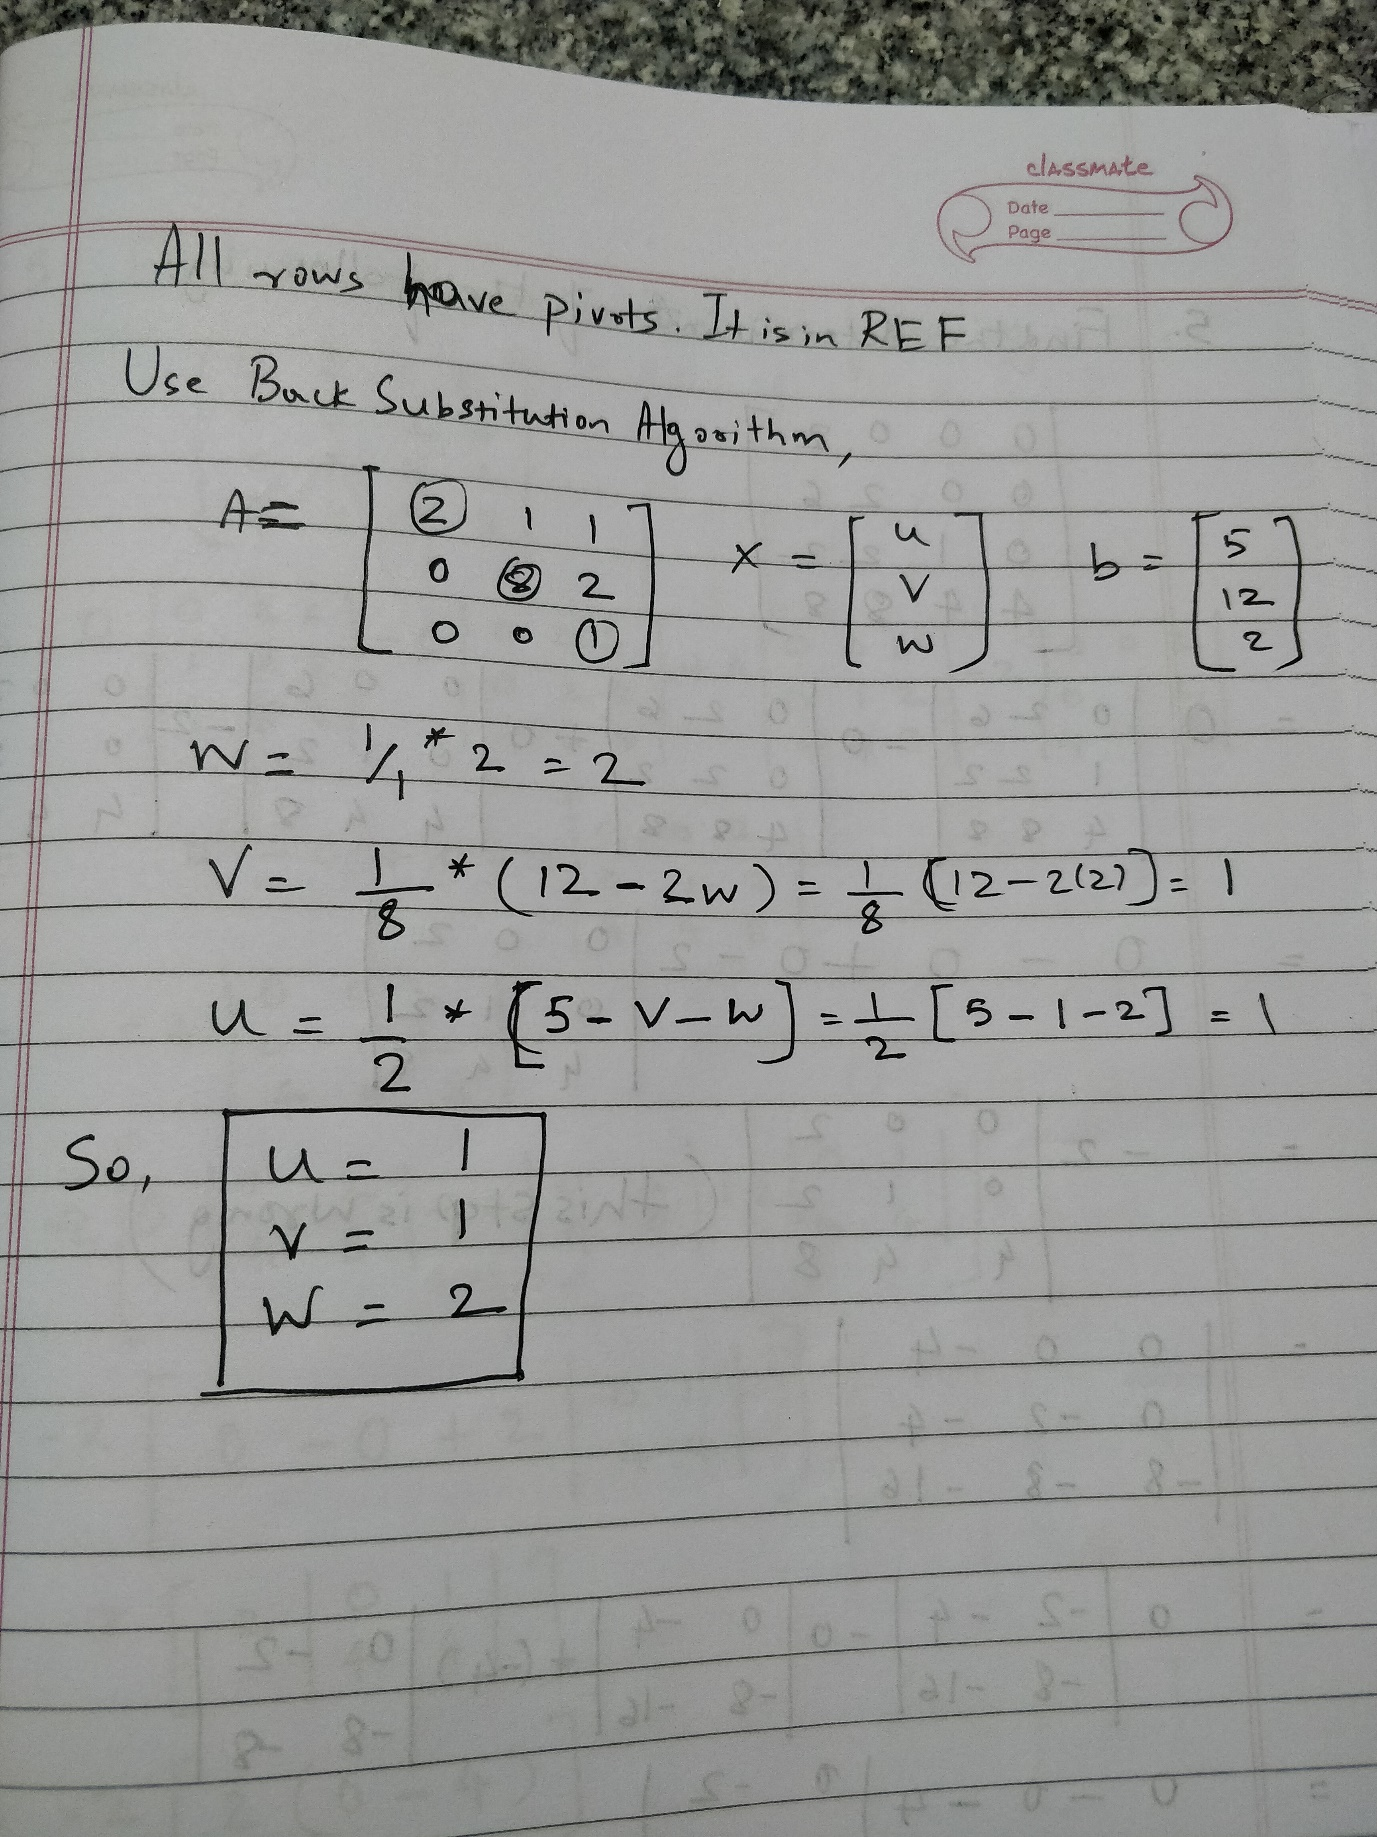 classmate
Date
Page
All rows have pivots. It is in REF
Use Back Substitution Algorithm,
A = [ 2 1 1
0 8 2
0 0 1 ] x = [ u
v
w ] b = [ 5
12
2 ]
W = 1/1 * 2 = 2
V = 1/8 * (12 - 2w) = 1/8 [12 - 2(2)] = 1
u = 1/2 * [5 - v - w] = 1/2 [5 - 1 - 2] = 1
So, u = 1
v = 1
W = 2